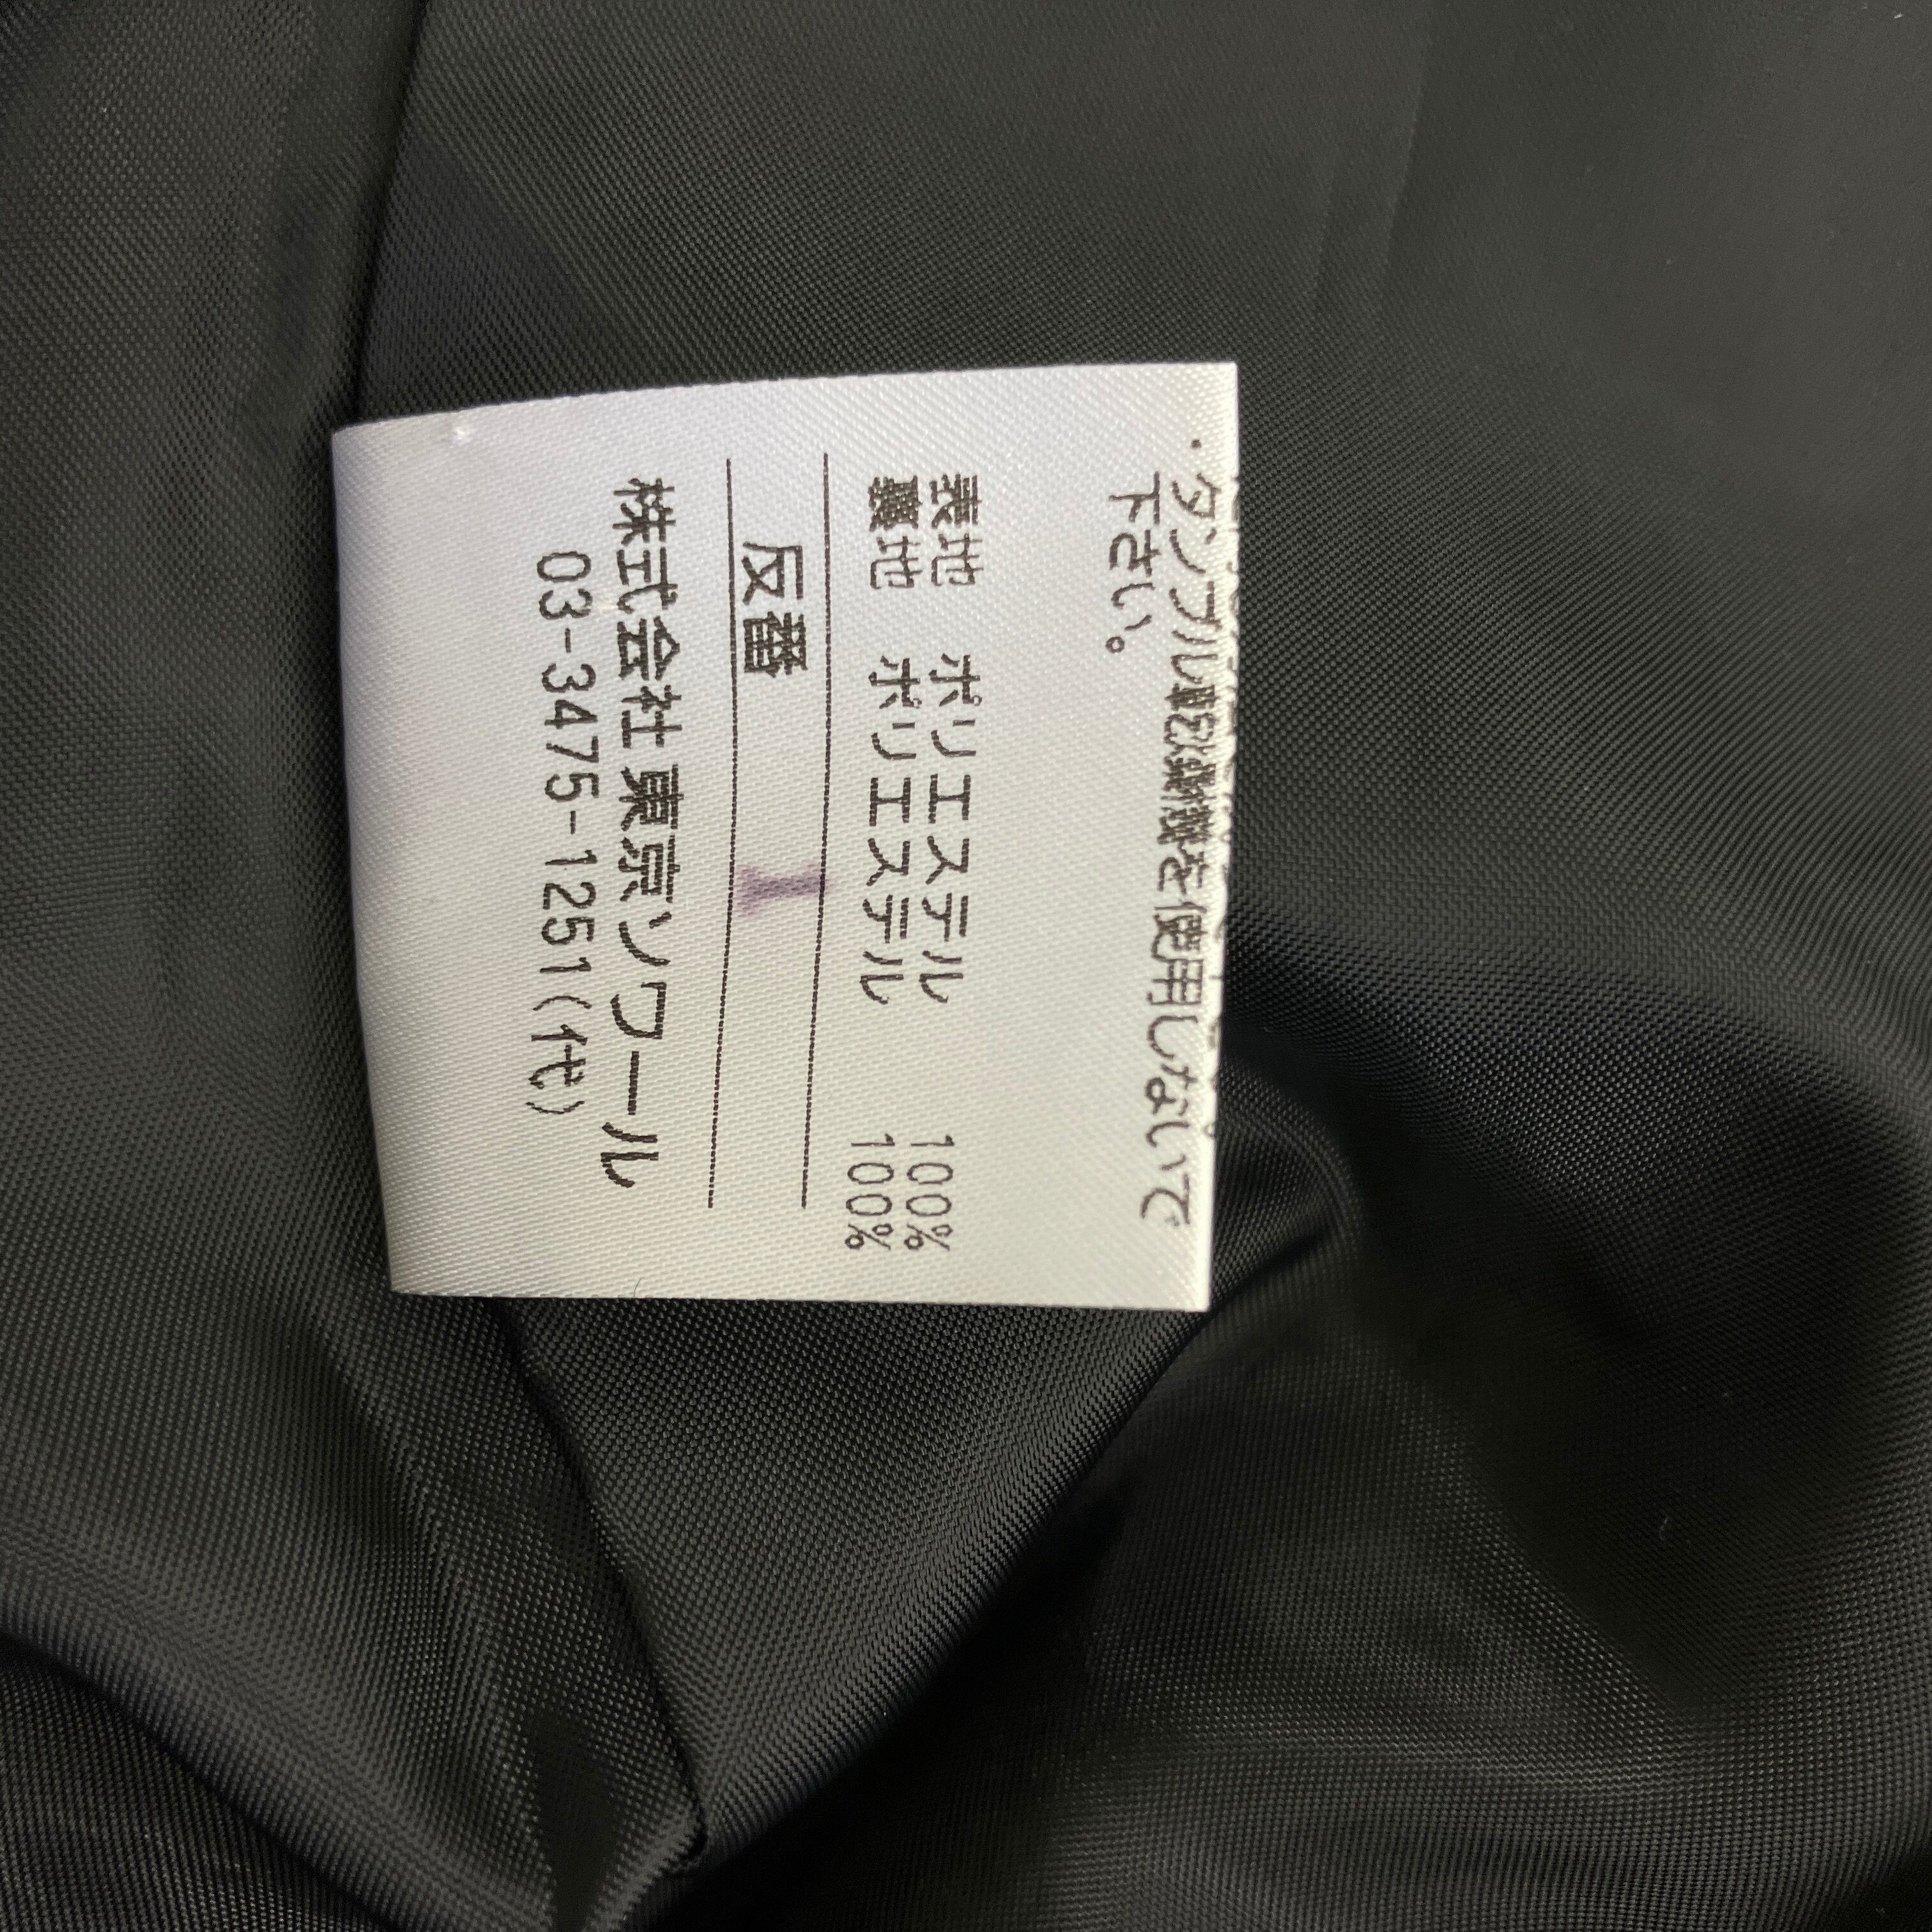 ・タンブル乾燥機を使用しないで
下さい。
表地 ポリエステル 100%
裏地 ポリエステル 100%
反番 1
株式会社 東京ソワール
03-3475-1251(代)